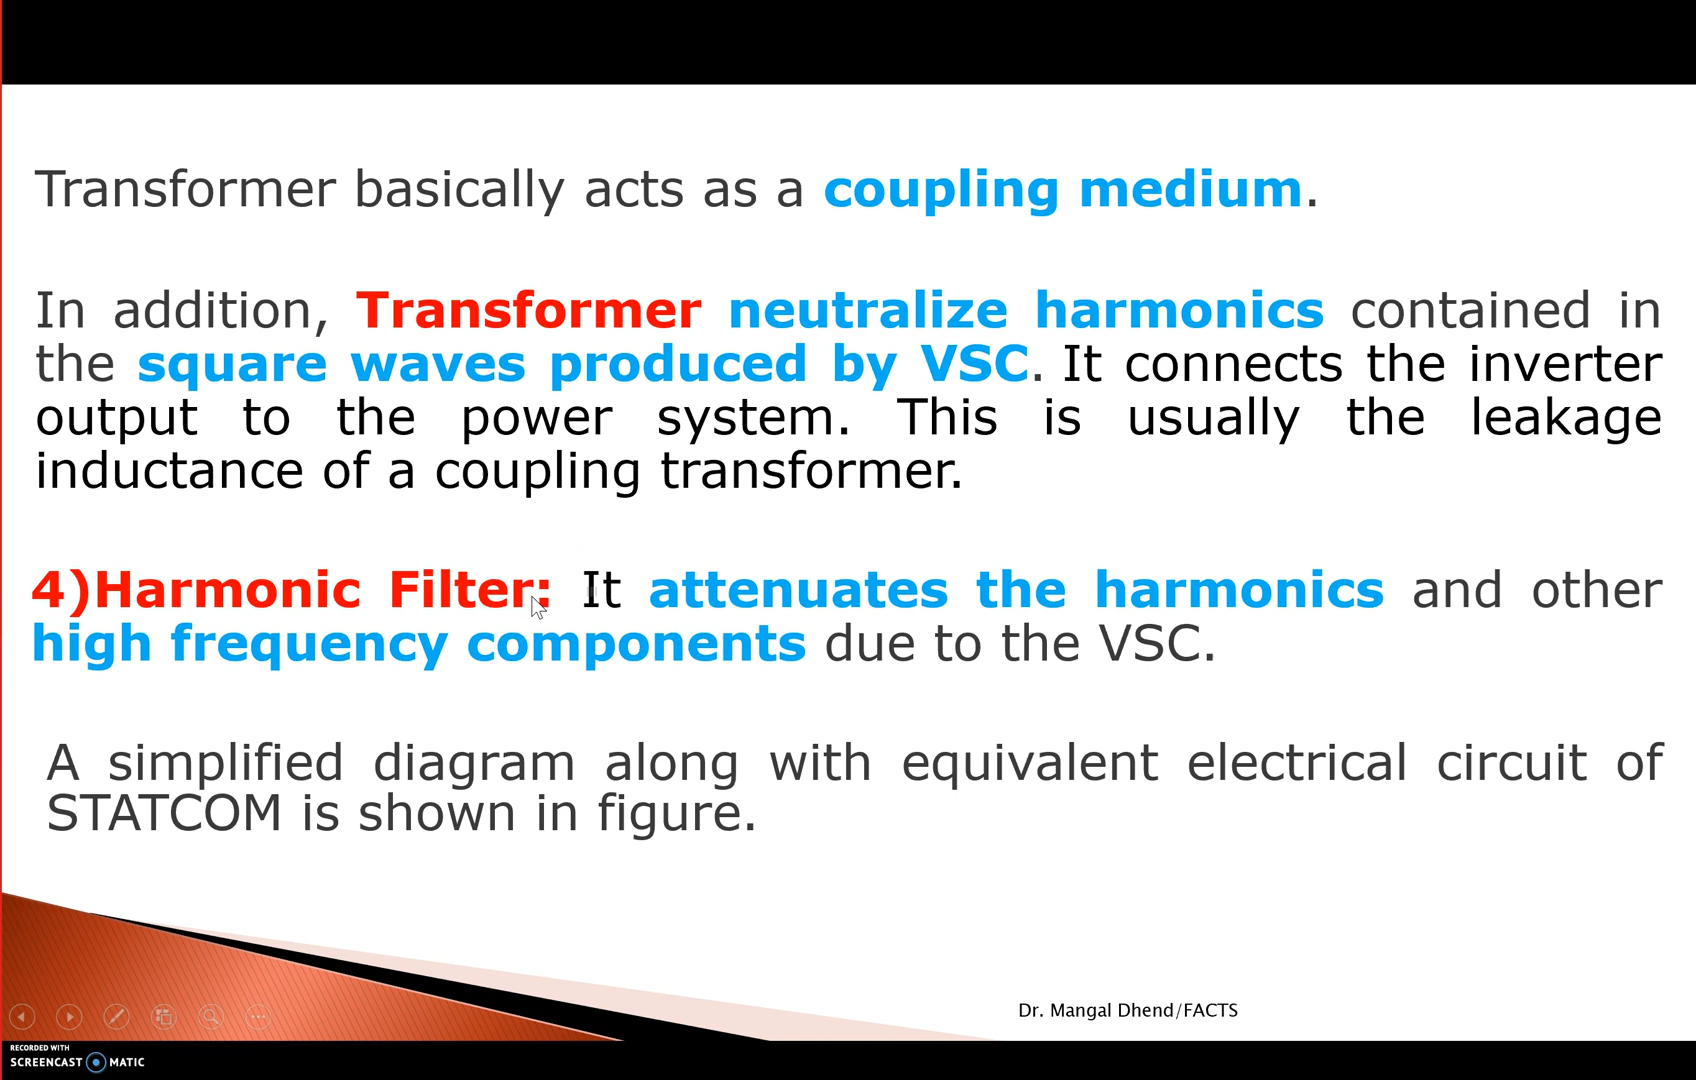 Transformer basically acts as a coupling medium.
In addition, Transformer neutralize harmonics contained in
the square waves produced by VSC. It connects the inverter
output to the power system. This is usually the leakage
inductance of a coupling transformer.
4)Harmonic Filter: It attenuates the harmonics and other
high frequency components due to the VSC.
A simplified diagram along with equivalent electrical circuit of
STATCOM is shown in figure.
Dr. Mangal Dhend/FACTS
RECORDED WITH
SCREENCAST MATIC